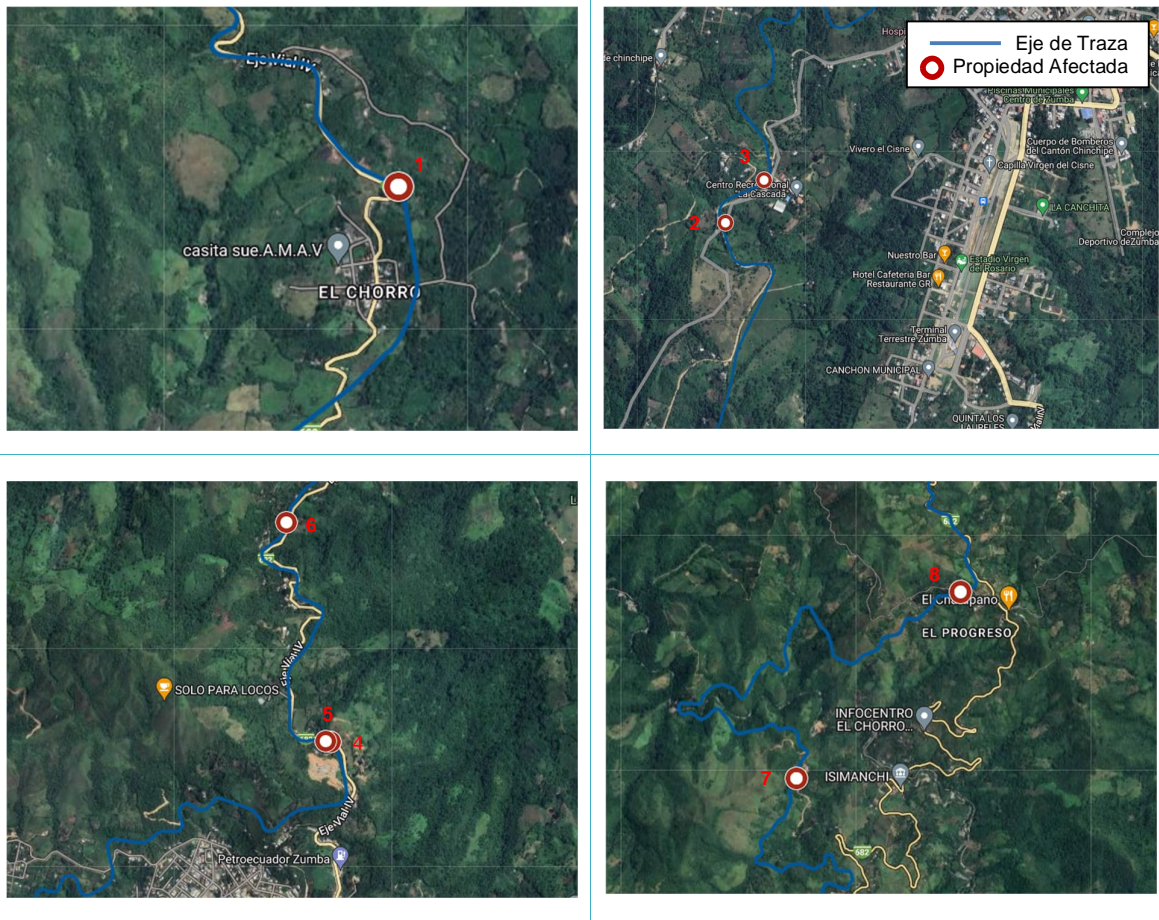 Eje Vial IV
1
casita sue.A.M.A.V
EL CHORRO
de chinchipe
Eje de Traza
Propiedad Afectada
Piscinas Municipales
Centro de Zumba
Vivero el Cisne
Cuerpo de Bomberos
del Cantón Chinchipe
Capilla Virgen del Cisne
3
Centro Recreacional
La Cascada
LA CANCHITA
2
Complejo
Deportivo deZumba
Nuestro Bar
Estadio Virgen
del Rosario
Hotel Cafeteria Bar
Restaurante GR
Terminal
Terrestre Zumba
CANCHON MUNICIPAL
QUINTA LOS
LAURELES
6
Eje Vial IV
SOLO PARA LOCOS
5
4
Eje Vial IV
Petroecuador Zumba
682
8
EL PROGRESO
INFOCENTRO
EL CHORRO...
7
ISIMANCHI
682